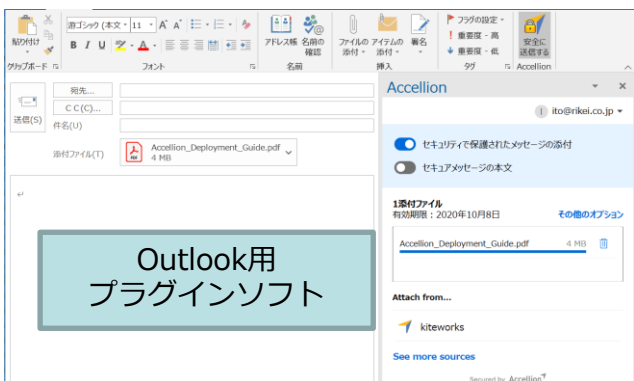 游ゴシック (本文 11 A A
フラグの設定
重要度 - 高
重要度 - 低
貼り付け
B I U A
アドレス帳 名前の
確認
ファイルの
添付
アイテムの
添付
署名
安全に
送信する
クリップボード
フォント
名前
挿入
タグ
Accellion
宛先...
C C (C)...
送信(S)
件名(U)
添付ファイル(T)
Accellion_Deployment_Guide.pdf
4 MB
Outlook用
プラグインソフト
Accellion
I ito@rikei.co.jp
セキュリティで保護されたメッセージの添付
セキュアメッセージの本文
1添付ファイル
有効期限:2020年10月8日 その他のオプション
Accellion_Deployment_Guide.pdf 4 MB
Attach from...
kiteworks
See more sources
Secured by Accellion